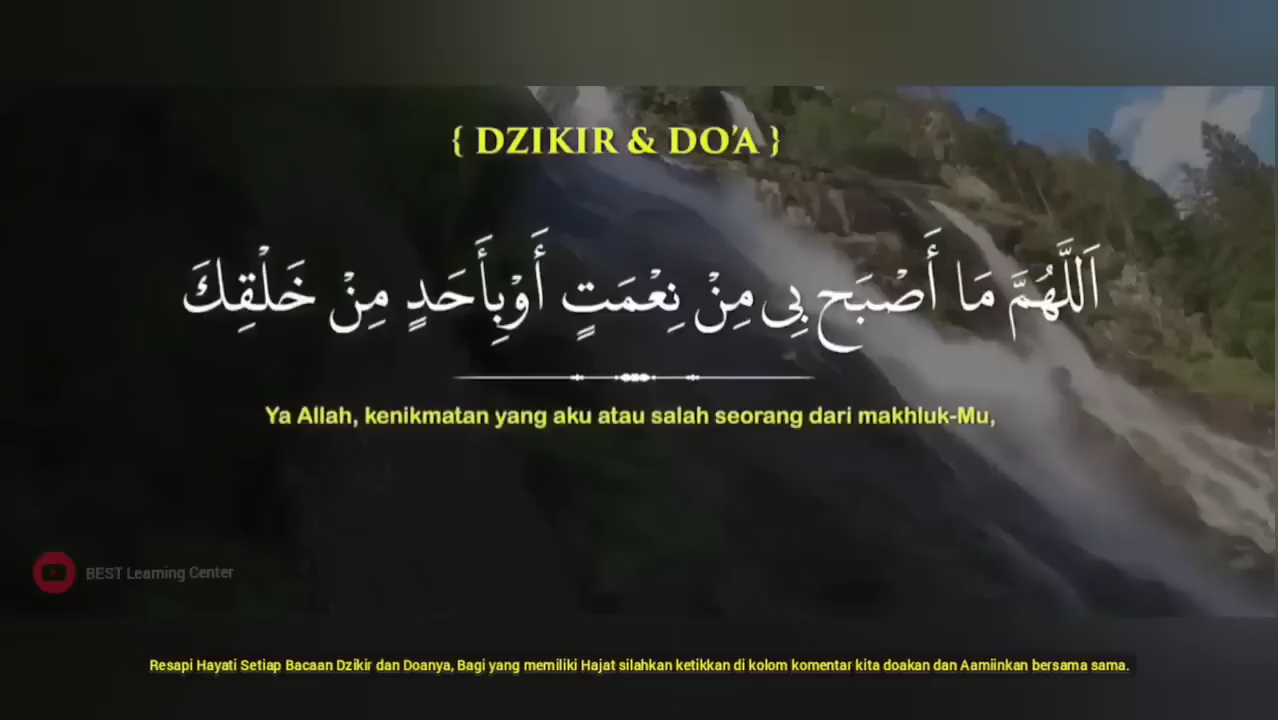 { DZIKIR & DO'A }
اَللَّهُمَّ مَا أَصْبَح بِى مِنْ نِعْمَتٍ أَوْبِأَحَدٍ مِنْ خَلْقِكَ
Ya Allah, kenikmatan yang aku atau salah seorang dari makhluk-Mu,
BEST Learning Center
Resapi Hayati Setiap Bacaan Dzikir dan Doanya, Bagi yang memiliki Hajat silahkan ketikkan di kolom komentar kita doakan dan Aamiinkan bersama sama.